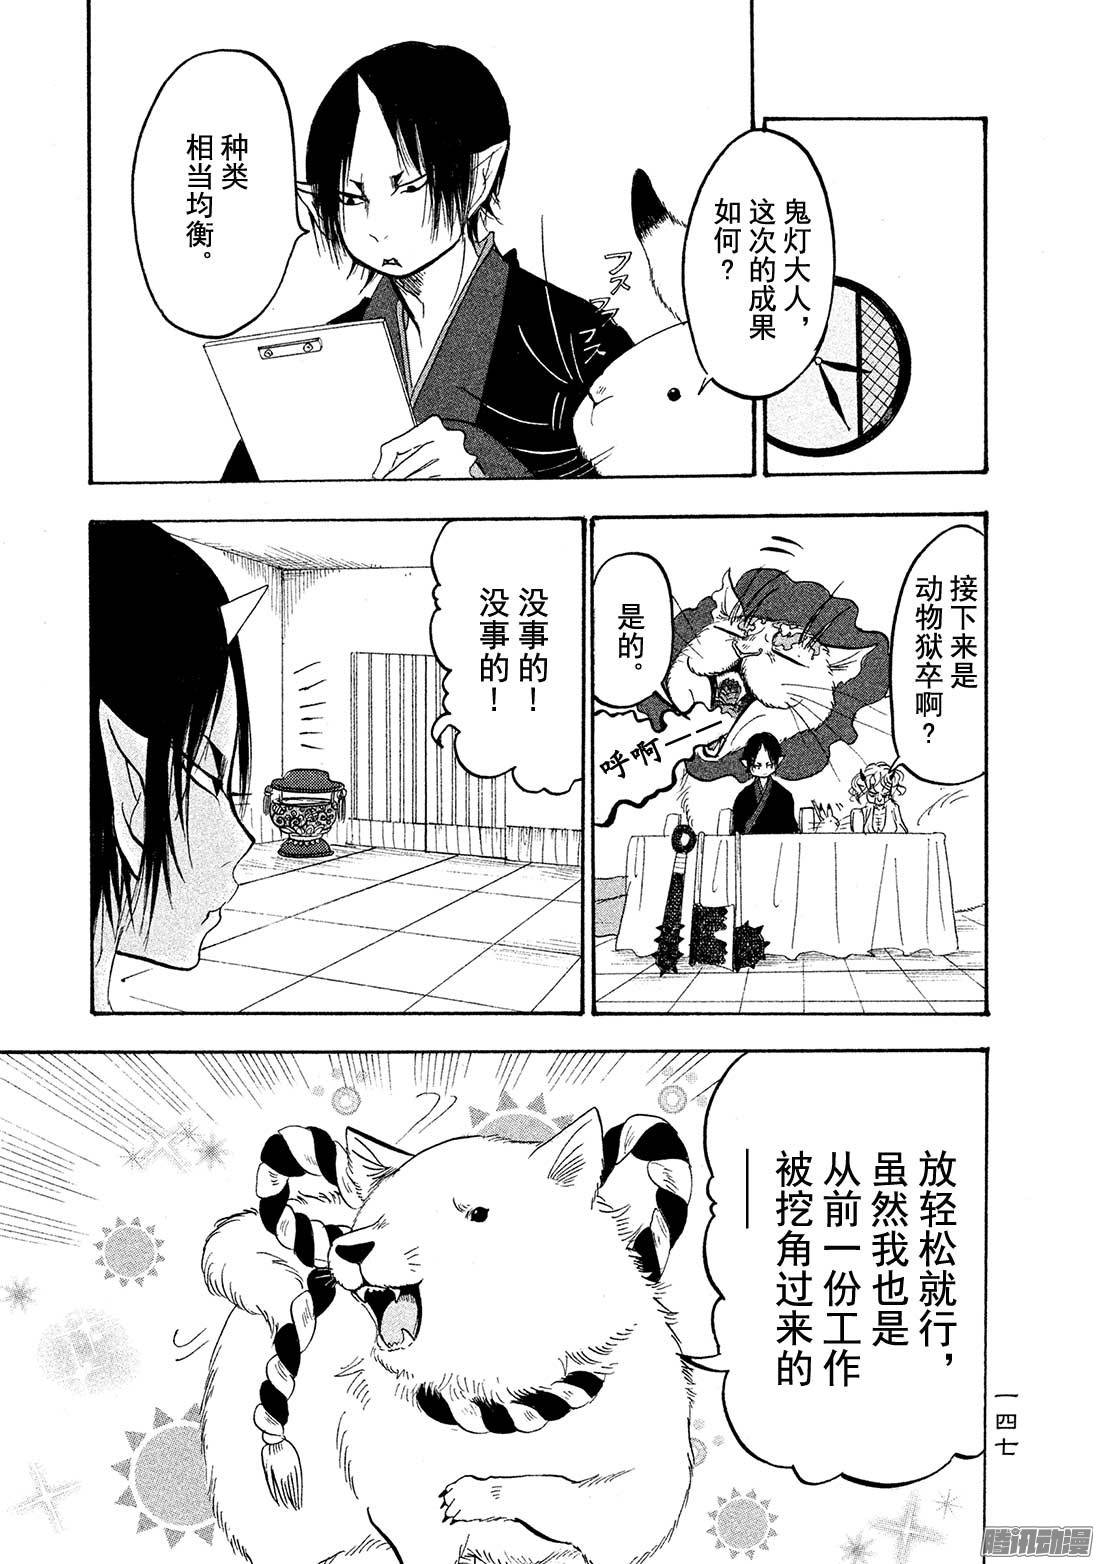 鬼灯大人，
这次的成果
如何？
フスフスフス
种类
相当均衡。
接下来是
动物狱卒啊？
是的。
呼啊——
没事的！
没事的！
放轻松就行，
虽然我也是
从前一份工作
被挖角过来的
——
一四七
腾讯动漫